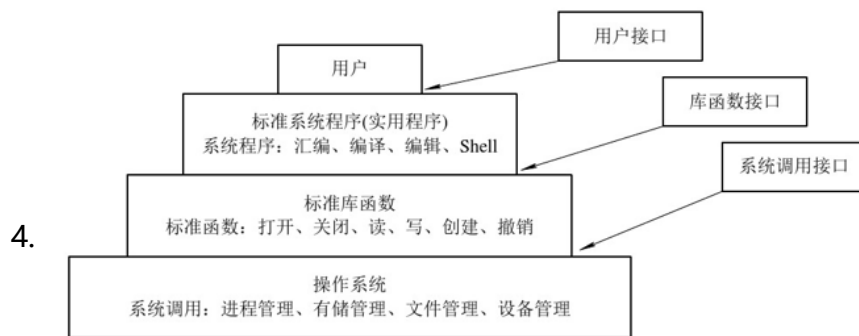 用户接口
用户
库函数接口
标准系统程序(实用程序)
系统程序：汇编、编译、编辑、Shell
系统调用接口
标准库函数
标准函数：打开、关闭、读、写、创建、撤销
4.
操作系统
系统调用：进程管理、有储管理、文件管理、设备管理